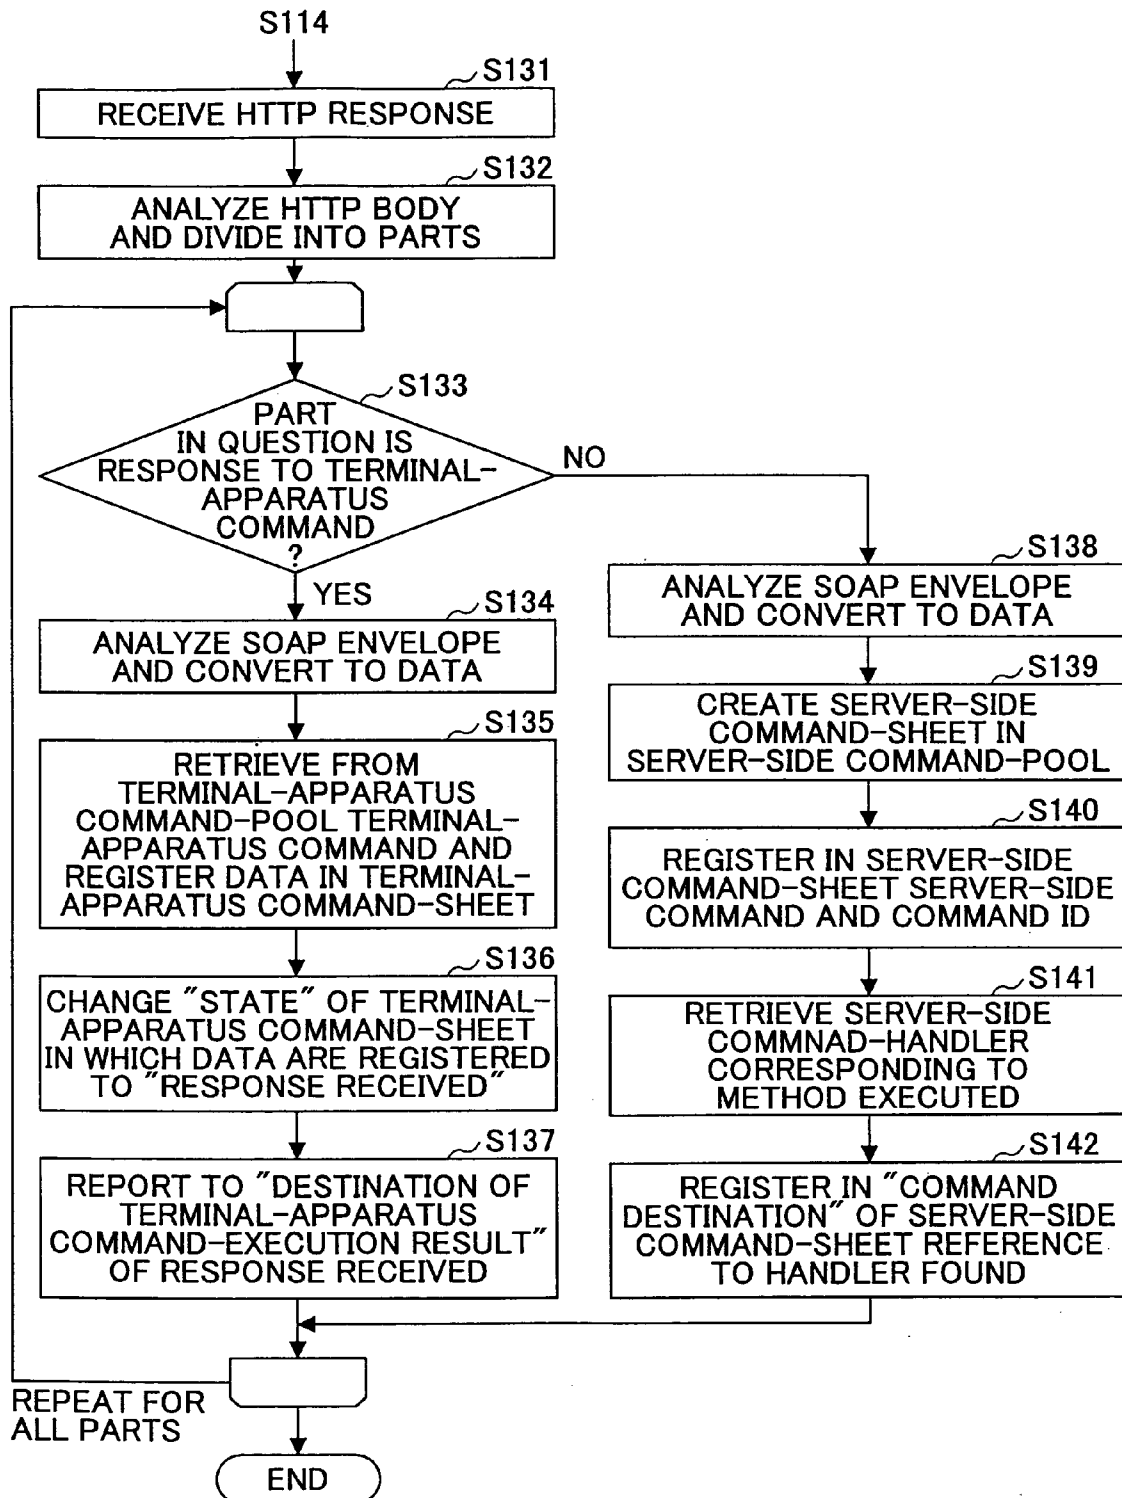 S114
S131
RECEIVE HTTP RESPONSE
S132
ANALYZE HTTP BODY
AND DIVIDE INTO PARTS
S133
PART
IN QUESTION IS
RESPONSE TO TERMINAL-
APPARATUS
COMMAND
?
NO
YES
S134
ANALYZE SOAP ENVELOPE
AND CONVERT TO DATA
S135
RETRIEVE FROM
TERMINAL-APPARATUS
COMMAND-POOL TERMINAL-
APPARATUS COMMAND AND
REGISTER DATA IN TERMINAL-
APPARATUS COMMAND-SHEET
S136
CHANGE "STATE" OF TERMINAL-
APPARATUS COMMAND-SHEET
IN WHICH DATA ARE REGISTERED
TO "RESPONSE RECEIVED"
S137
REPORT TO "DESTINATION OF
TERMINAL-APPARATUS
COMMAND-EXECUTION RESULT"
OF RESPONSE RECEIVED
S138
ANALYZE SOAP ENVELOPE
AND CONVERT TO DATA
S139
CREATE SERVER-SIDE
COMMAND-SHEET IN
SERVER-SIDE COMMAND-POOL
S140
REGISTER IN SERVER-SIDE
COMMAND-SHEET SERVER-SIDE
COMMAND AND COMMAND ID
S141
RETRIEVE SERVER-SIDE
COMMNAD-HANDLER
CORRESPONDING TO
METHOD EXECUTED
S142
REGISTER IN "COMMAND
DESTINATION" OF SERVER-SIDE
COMMAND-SHEET REFERENCE
TO HANDLER FOUND
REPEAT FOR
ALL PARTS
END